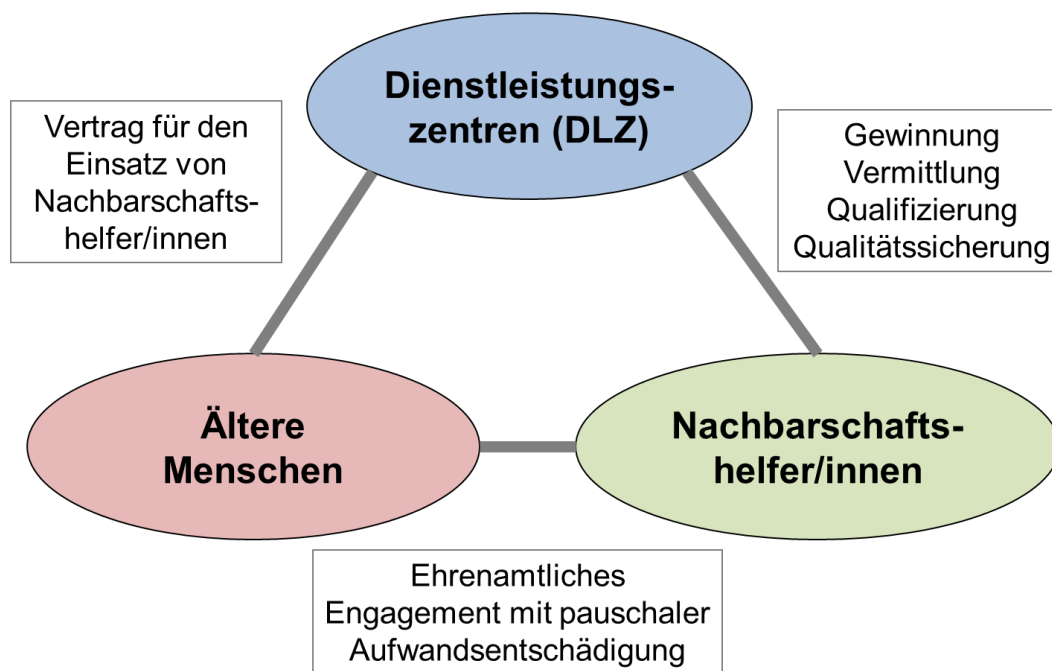 Dienstleistungs-
zentren (DLZ)
Vertrag für den
Einsatz von
Nachbarschafts-
helfer/innen
Gewinnung
Vermittlung
Qualifizierung
Qualitätssicherung
Ältere
Menschen
Nachbarschafts-
helfer/innen
Ehrenamtliches
Engagement mit pauschaler
Aufwandsentschädigung